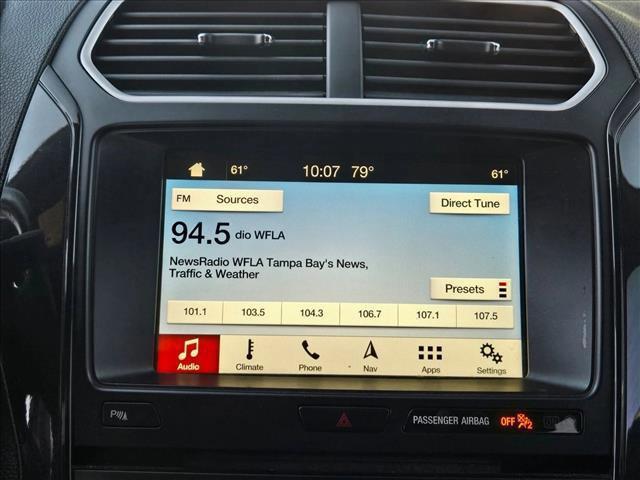 61° 10:07 79° 61°
FM Sources Direct Tune
94.5 dio WFLA
NewsRadio WFLA Tampa Bay's News,
Traffic & Weather
Presets
101.1 103.5 104.3 106.7 107.1 107.5
Audio Climate Phone Nav Apps Settings
P PASSENGER AIRBAG OFF 2